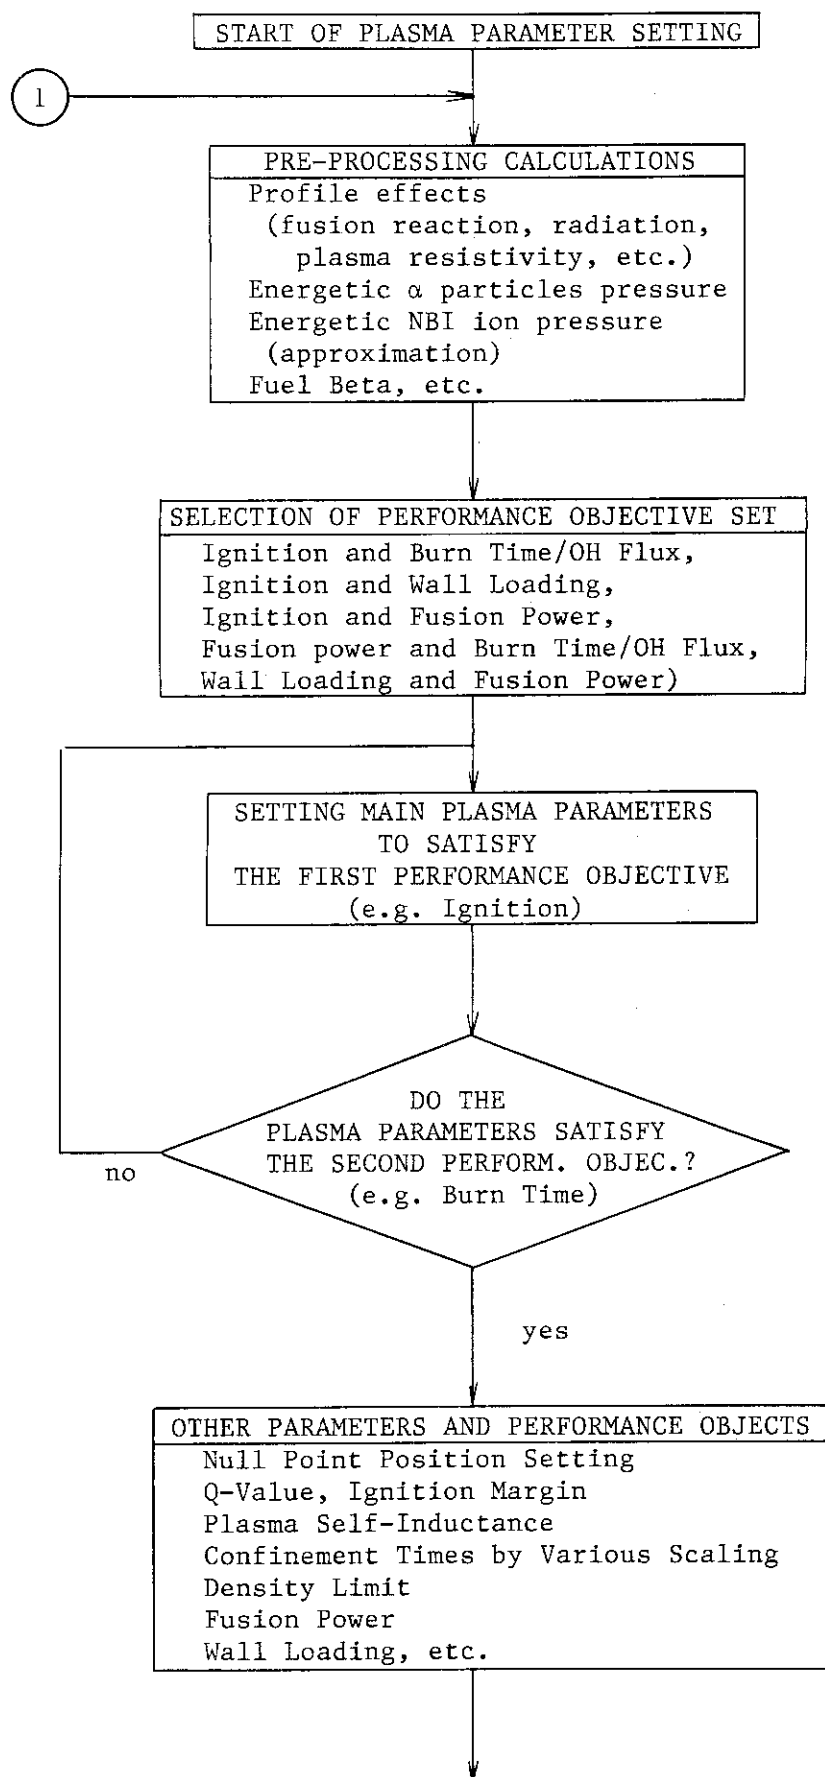 START OF PLASMA PARAMETER SETTING
1
PRE-PROCESSING CALCULATIONS
Profile effects
(fusion reaction, radiation,
plasma resistivity, etc.)
Energetic α particles pressure
Energetic NBI ion pressure
(approximation)
Fuel Beta, etc.
SELECTION OF PERFORMANCE OBJECTIVE SET
Ignition and Burn Time/OH Flux,
Ignition and Wall Loading,
Ignition and Fusion Power,
Fusion power and Burn Time/OH Flux,
Wall Loading and Fusion Power)
SETTING MAIN PLASMA PARAMETERS
TO SATISFY
THE FIRST PERFORMANCE OBJECTIVE
(e.g. Ignition)
DO THE
PLASMA PARAMETERS SATISFY
THE SECOND PERFORM. OBJEC.?
(e.g. Burn Time)
no
yes
OTHER PARAMETERS AND PERFORMANCE OBJECTS
Null Point Position Setting
Q-Value, Ignition Margin
Plasma Self-Inductance
Confinement Times by Various Scaling
Density Limit
Fusion Power
Wall Loading, etc.